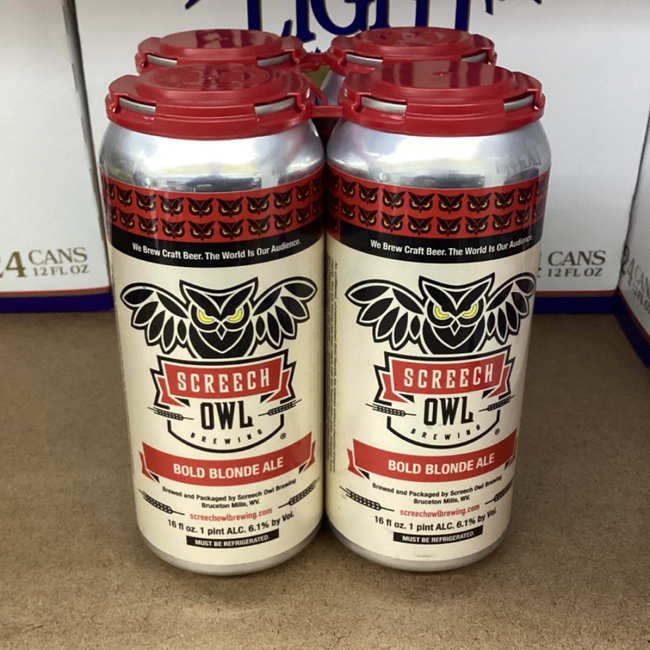 LIGHT
24 CANS
12 FL OZ
We Brew Craft Beer. The World Is Our Audience.
SCREECH
OWL
BREWING
®
BOLD BLONDE ALE
Brewed and Packaged by Screech Owl Brewing
Bruceton Mills, WV.
screechowlbrewing.com
16 fl oz. 1 pint ALC. 6.1% by Vol.
MUST BE REFRIGERATED.
We Brew Craft Beer. The World Is Our Audience.
SCREECH
OWL
BREWING
®
BOLD BLONDE ALE
Brewed and Packaged by Screech Owl Brewing
Bruceton Mills, WV.
screechowlbrewing.com
16 fl oz. 1 pint ALC. 6.1% by Vol.
MUST BE REFRIGERATED.
CANS
12 FL OZ
24